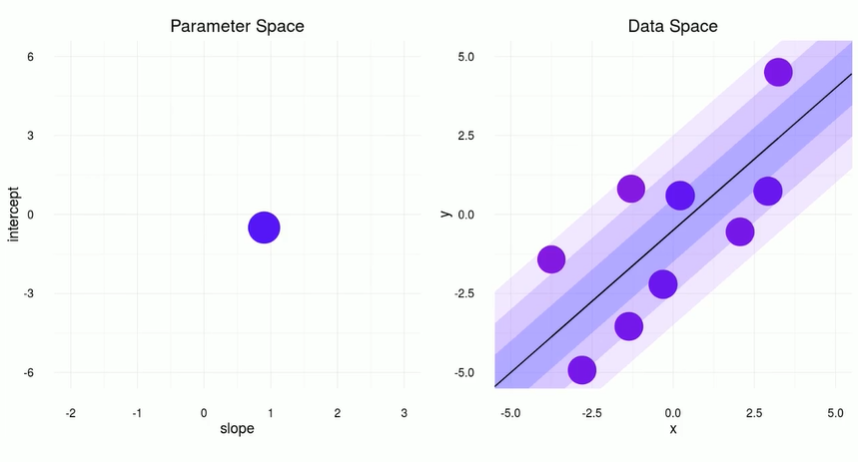 Parameter Space
6
3
0
-3
-6
intercept
-2 -1 0 1 2 3
slope
Data Space
5.0
2.5
0.0
-2.5
-5.0
y
-5.0 -2.5 0.0 2.5 5.0
x